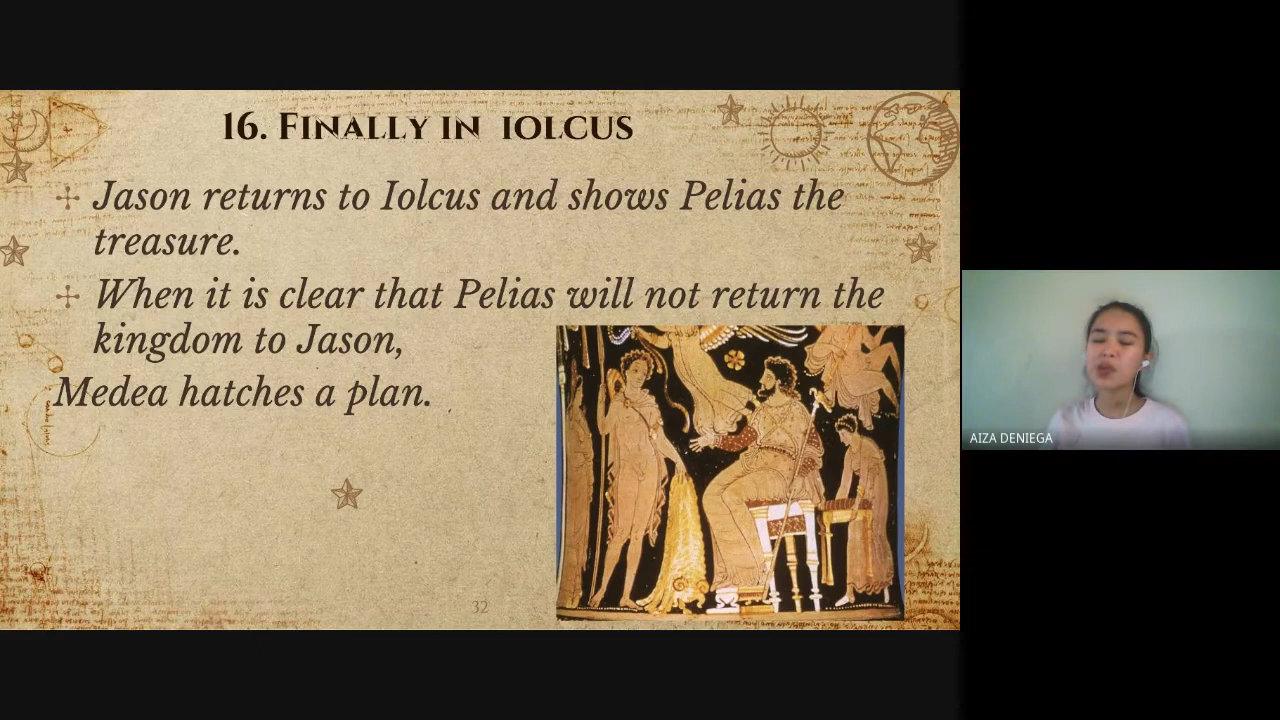 16. Finally in iolcus
Jason returns to Iolcus and shows Pelias the
treasure.
When it is clear that Pelias will not return the
kingdom to Jason,
Medea hatches a plan.
32
AIZA DENIEGA